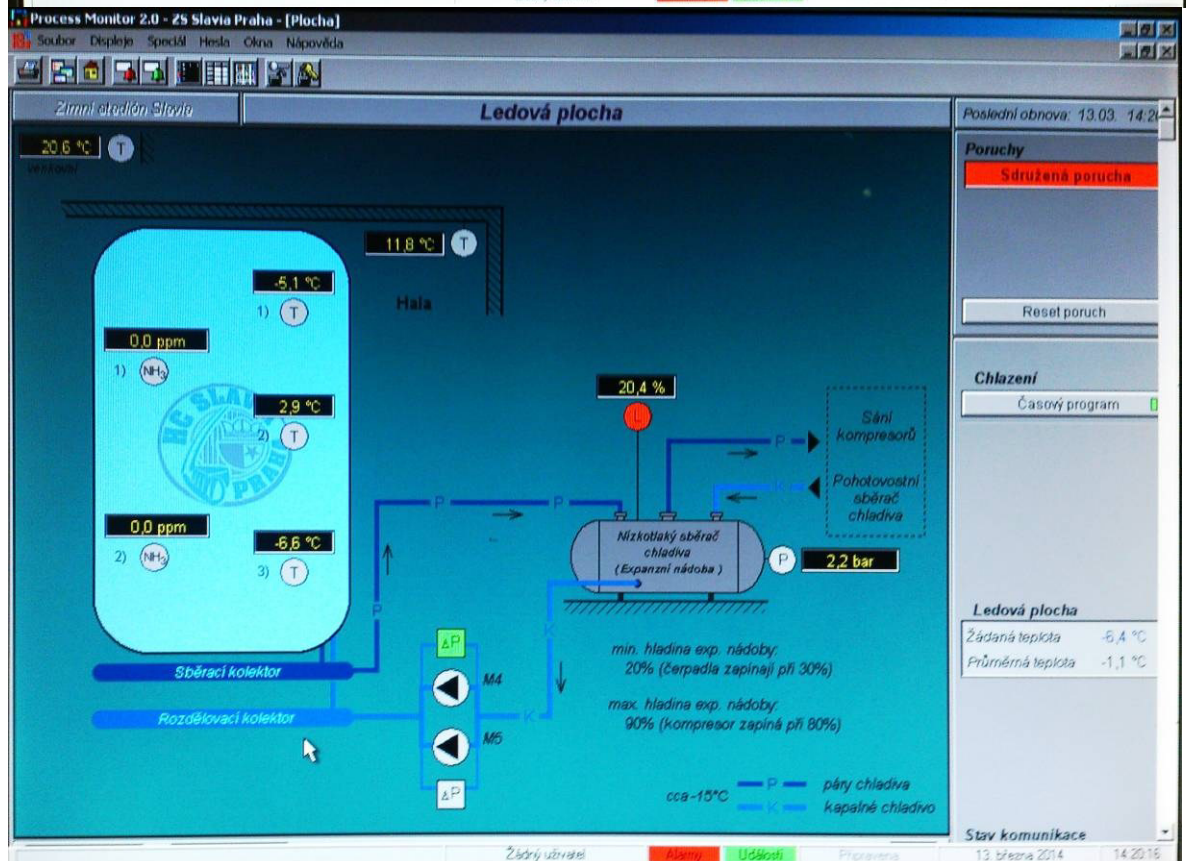 Process Monitor 2.0 - ZS Slavia Praha - [Plocha]
Soubor Displeje Speciál Hesla Okna Nápověda
Zimní stadión Slavia
Ledová plocha
Poslední obnova: 13.03. 14:2
20,6 °C
T
venkovní
Poruchy
Sdružená porucha
11,8 °C
T
Hala
-5,1 °C
1) T
Reset poruch
0,0 ppm
1) NH3
HC SLAVIA PRAHA
2,9 °C
2) T
20,4 %
L
Chlazení
Časový program
Sání
kompresorů
P
Pohotovostní
sběrač
chladiva
K
P
P
0,0 ppm
2) NH3
-6,6 °C
3) T
Nízkotlaký sběrač
chladiva
(Expanzní nádoba)
P
2,2 bar
P
K
Ledová plocha
Žádaná teplota -6,4 °C
Průměrná teplota -1,1 °C
ΔP
min. hladina exp. nádoby:
20% (čerpadla zapínají při 30%)
Sběrací kolektor
M4
Rozdělovací kolektor
K
max. hladina exp. nádoby:
90% (kompresor zapíná při 80%)
M5
ΔP
cca -15°C
P
páry chladiva
K
kapalné chladivo
Stav komunikace
Žádný uživatel
Alarmy
Události
Připravena
13. března 2014
14:20:16